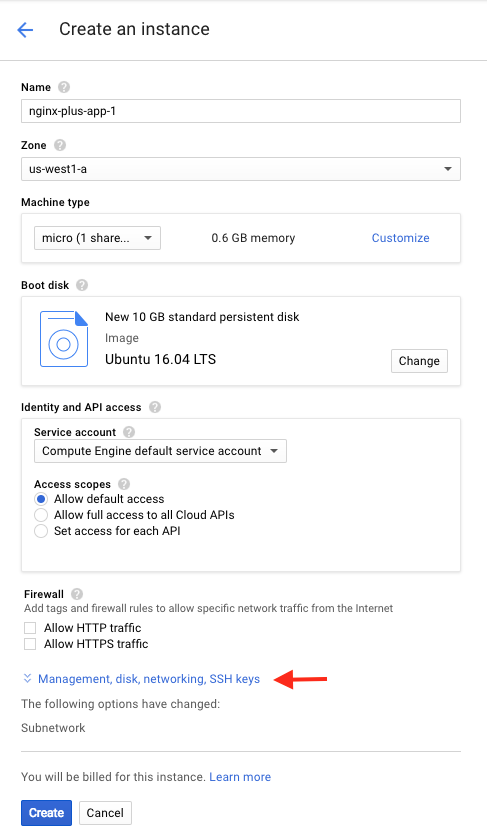 Create an instance
Name
nginx-plus-app-1
Zone
us-west1-a
Machine type
micro (1 share...
0.6 GB memory
Customize
Boot disk
New 10 GB standard persistent disk
Image
Ubuntu 16.04 LTS
Change
Identity and API access
Service account
Compute Engine default service account
Access scopes
Allow default access
Allow full access to all Cloud APIs
Set access for each API
Firewall
Add tags and firewall rules to allow specific network traffic from the Internet
Allow HTTP traffic
Allow HTTPS traffic
Management, disk, networking, SSH keys
The following options have changed:
Subnetwork
You will be billed for this instance. Learn more
Create
Cancel